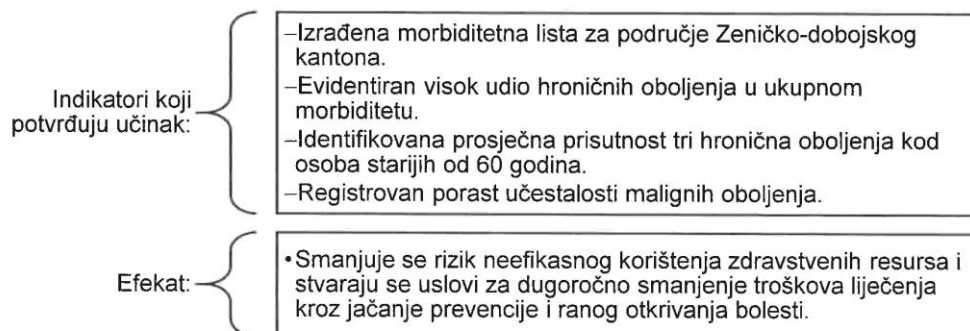 Indikatori koji
potvrđuju učinak:
–Izrađena morbiditetna lista za područje Zeničko-dobojskog
kantona.
–Evidentiran visok udio hroničnih oboljenja u ukupnom
morbiditetu.
–Identifikovana prosječna prisutnost tri hronična oboljenja kod
osoba starijih od 60 godina.
–Registrovan porast učestalosti malignih oboljenja.
Efekat:
•Smanjuje se rizik neefikasnog korištenja zdravstvenih resursa i
stvaraju se uslovi za dugoročno smanjenje troškova liječenja
kroz jačanje prevencije i ranog otkrivanja bolesti.